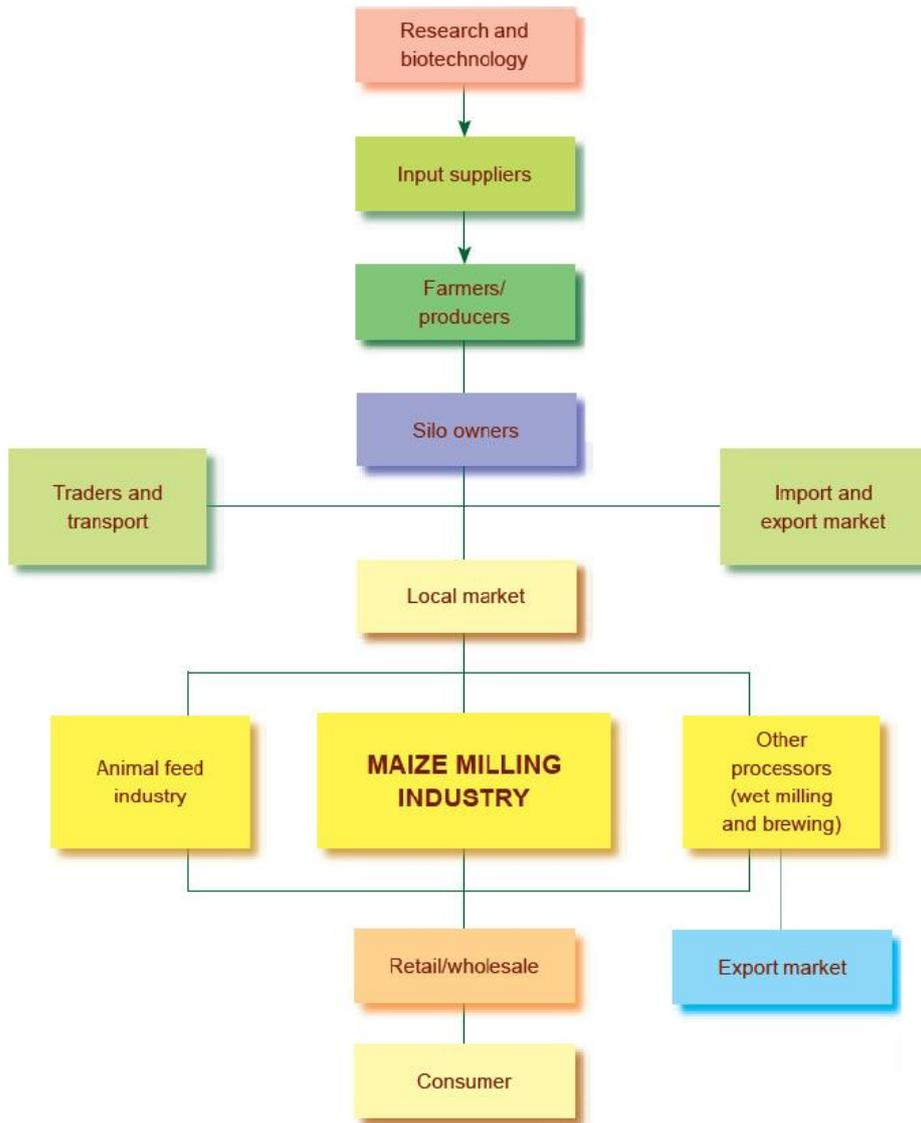 Research and
biotechnology
Input suppliers
Farmers/
producers
Silo owners
Traders and
transport
Import and
export market
Local market
Animal feed
industry
MAIZE MILLING
INDUSTRY
Other
processors
(wet milling
and brewing)
Retail/wholesale
Export market
Consumer